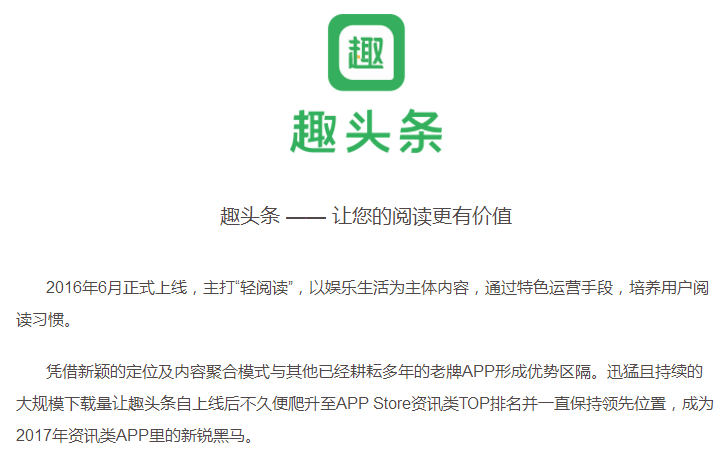 趣
趣头条
趣头条 —— 让您的阅读更有价值
2016年6月正式上线，主打“轻阅读”，以娱乐生活为主体内容，通过特色运营手段，培养用户阅
读习惯。
凭借新颖的定位及内容聚合模式与其他已经耕耘多年的老牌APP形成优势区隔。迅猛且持续的
大规模下载量让趣头条自上线后不久便爬升至APP Store资讯类TOP排名并一直保持领先位置，成为
2017年资讯类APP里的新锐黑马。